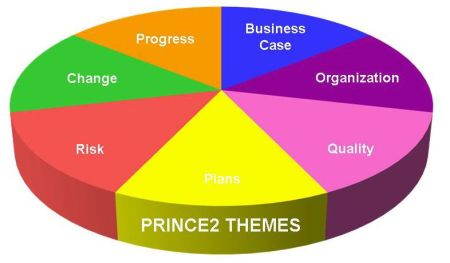 Progress
Business
Case
Change
Organization
Risk
Quality
Plans
PRINCE2 THEMES